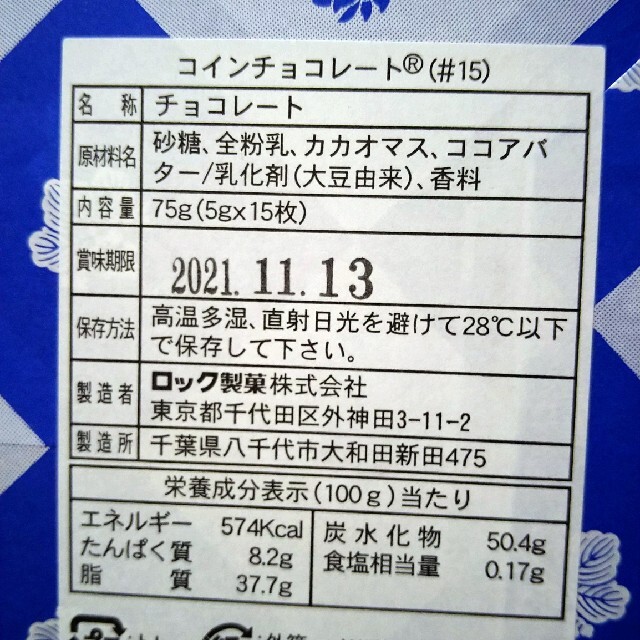 コインチョコレート®(#15)
名称 チョコレート
原材料名 砂糖、全粉乳、カカオマス、ココアバ
ター/乳化剤(大豆由来)、香料
内容量 75g(5gx15枚)
賞味期限 2021.11.13
保存方法 高温多湿、直射日光を避けて28℃以下
で保存して下さい。
製造者 ロック製菓株式会社
東京都千代田区外神田3-11-2
製造所 千葉県八千代市大和田新田475
栄養成分表示(100g)当たり
エネルギー 574Kcal 炭水化物 50.4g
たんぱく質 8.2g 食塩相当量 0.17g
脂質 37.7g